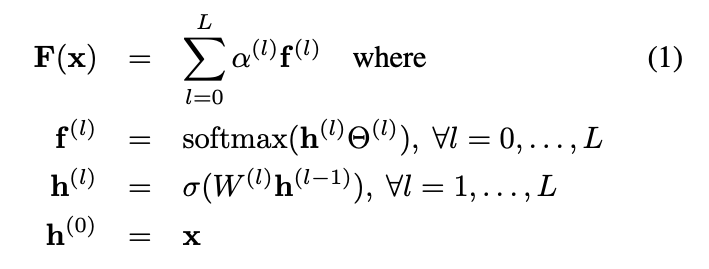 F(x) = ∑_{l=0}^{L} α^{(l)} f^{(l)} where (1)
f^{(l)} = softmax(h^{(l)}Θ^{(l)}), ∀l = 0, . . . , L
h^{(l)} = σ(W^{(l)}h^{(l−1)}), ∀l = 1, . . . , L
h^{(0)} = x